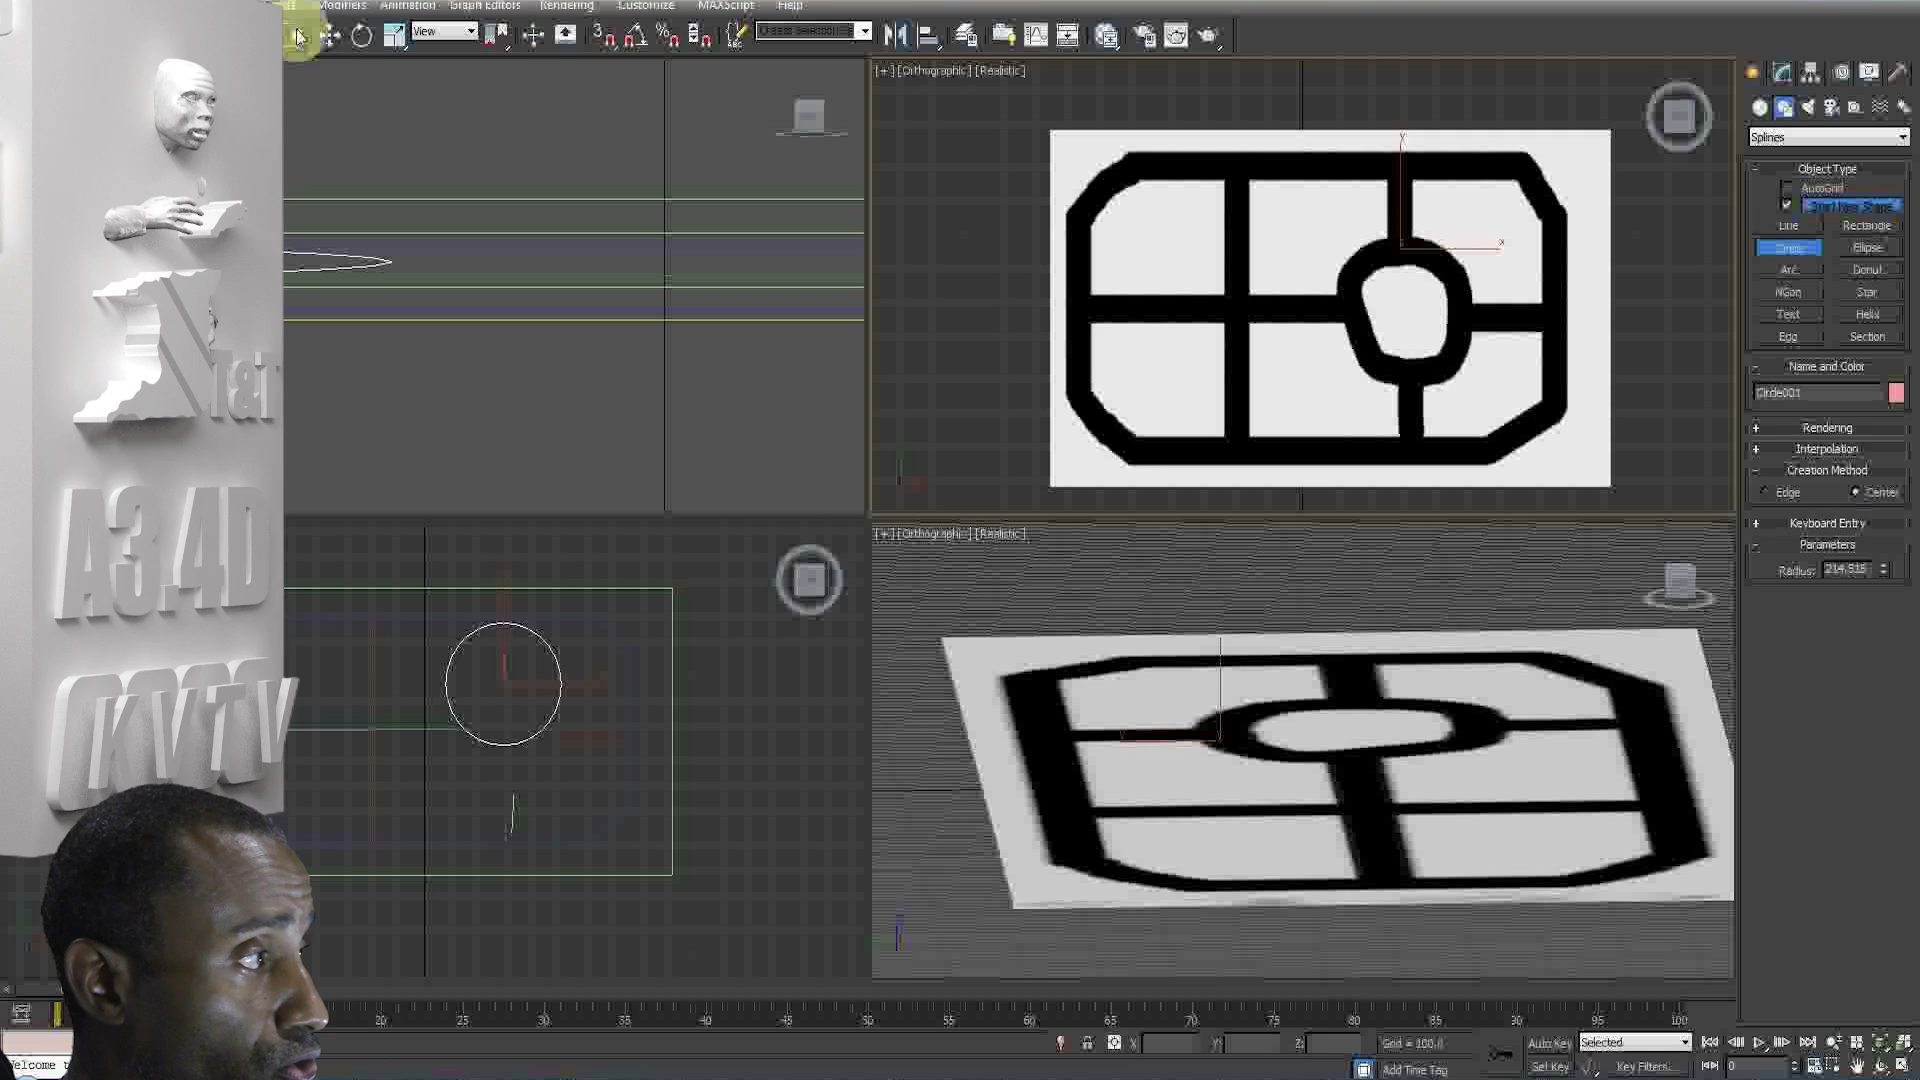 Modifiers Animation Graph Editors Rendering Customize MAXScript Help
View
[+][Orthographic][Realistic]
Splines
Object Type
AutoGrid
Start New Shape
Line Rectangle
Circle Ellipse
Arc Donut
NGon Star
Text Helix
Egg Section
Name and Color
Circle001
Rendering
Interpolation
Creation Method
Edge Center
Keyboard Entry
Parameters
Radius:
T&T
A3.4D
KVTV
[+][Orthographic][Realistic]
20 25 30 35 40 45 50 55 60 65 70 75 80 85 90 95 100
X: Y: Z: Grid = 100.0 Auto Key Selected
Welcome t Add Time Tag Set Key Key Filters... 0